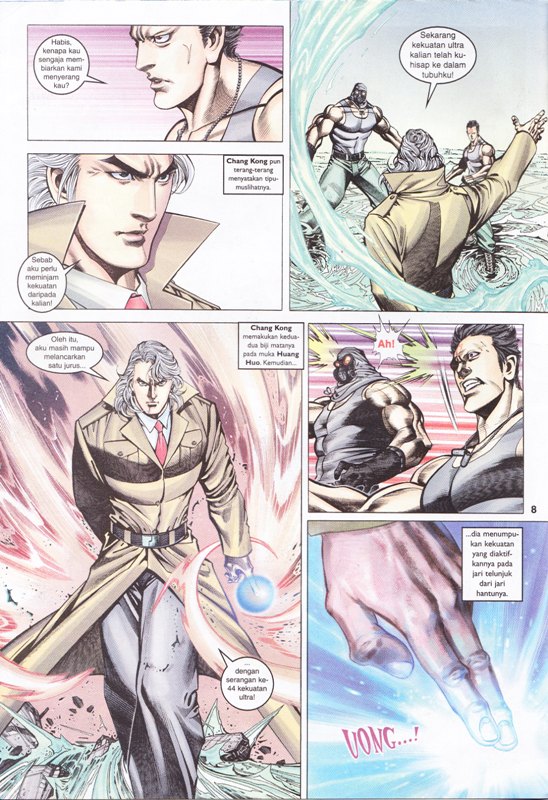 Habis,
kenapa kau
sengaja mem-
biarkan kami
menyerang
kau?
Sekarang
kekuatan ultra
kalian telah ku-
hisap ke dalam
tubuhku!
Chang Kong pun
terang-terang
menyatakan tipu-
muslihatnya.
Sebab
aku perlu
meminjam
kekuatan
daripada
kalian!
Oleh itu,
aku masih mampu
melancarkan
satu jurus...
Chang Kong
memakukan kedua-
dua biji matanya
pada muka Huang
Huo. Kemudian...
Ah!
8
...
dengan
serangan ke-
44 kekuatan
ultra!
...dia menumpu-
kan kekuatan
yang diaktif-
kannya pada
jari telunjuk
dari jari
hantunya.
UONG...!